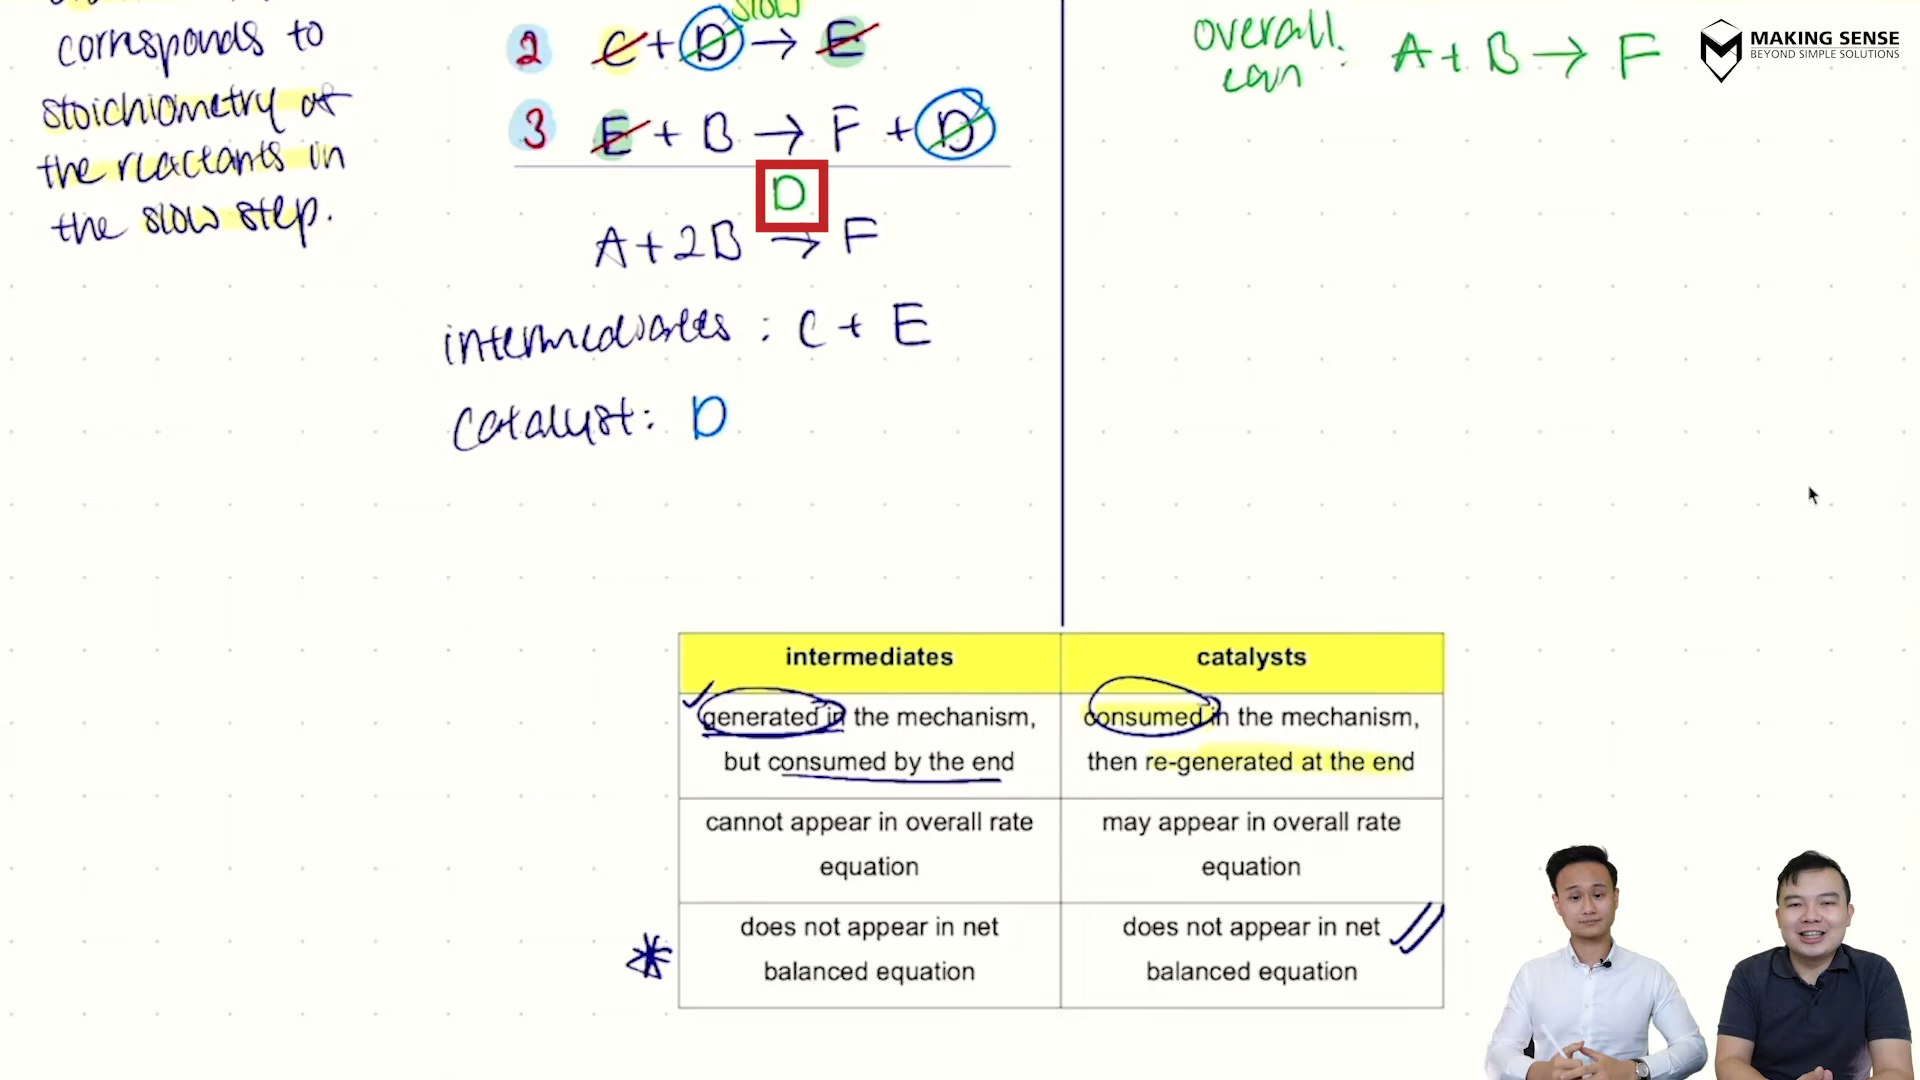 corresponds to
stoichiometry of
the reactants in
the slow step.
slow
2 C + D → E
3 E + B → F + D
D
A + 2B → F
intermediates : C + E
catalyst: D
overall:
eqn
A + B → F
MAKING SENSE
BEYOND SIMPLE SOLUTIONS
intermediates
catalysts
generated in the mechanism,
but consumed by the end
consumed in the mechanism,
then re-generated at the end
cannot appear in overall rate
equation
may appear in overall rate
equation
does not appear in net
balanced equation
does not appear in net
balanced equation